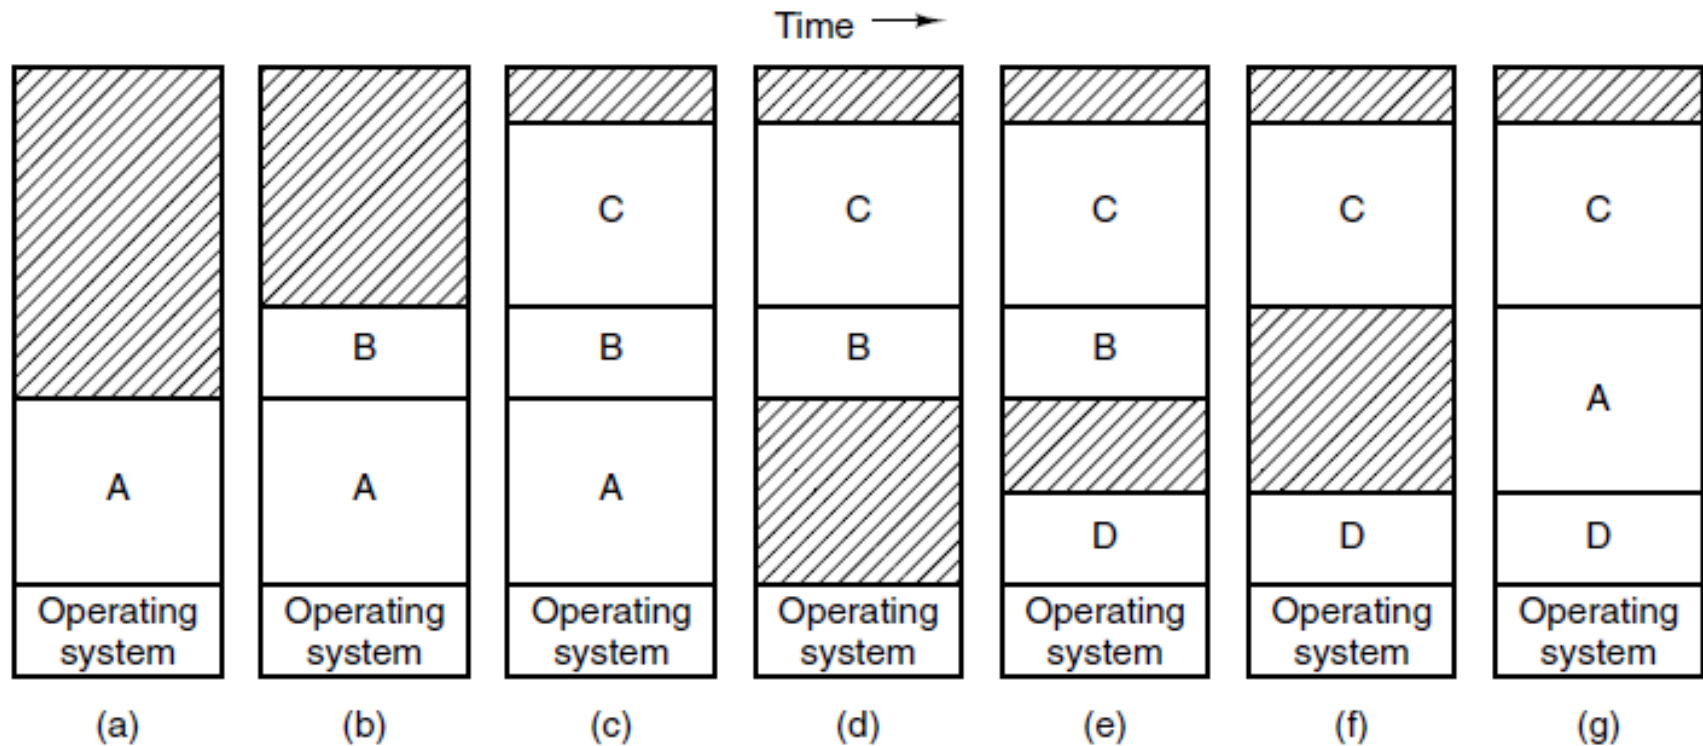 Time
C C C C C
B B B B
A A A A
D D D
Operating system Operating system Operating system Operating system Operating system Operating system Operating system
(a) (b) (c) (d) (e) (f) (g)